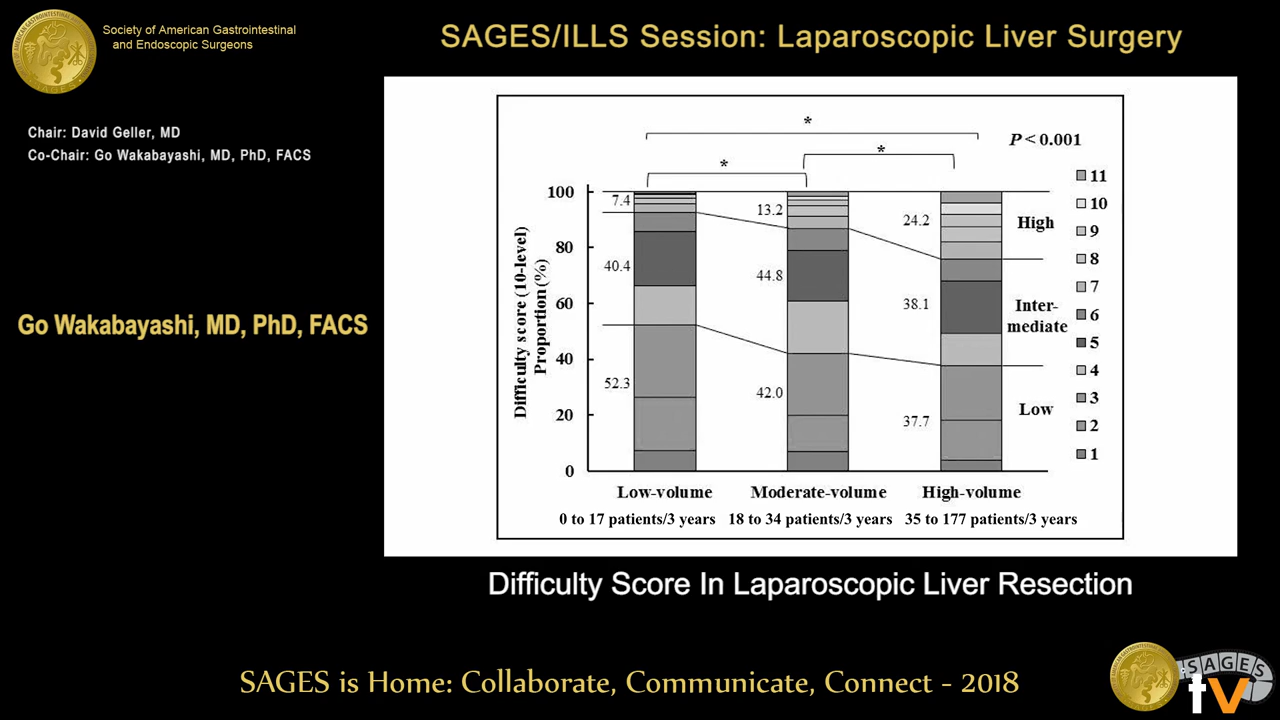 Society of American Gastrointestinal
and Endoscopic Surgeons
SAGES/ILLS Session: Laparoscopic Liver Surgery
Chair: David Geller, MD
Co-Chair: Go Wakabayashi, MD, PhD, FACS
Go Wakabayashi, MD, PhD, FACS
*
*
*
P < 0.001
Difficulty score (10-level)
Proportion (%)
100
80
60
40
20
0
7.4
40.4
52.3
13.2
44.8
42.0
24.2
38.1
37.7
High
Inter-
mediate
Low
11
10
9
8
7
6
5
4
3
2
1
Low-volume
Moderate-volume
High-volume
0 to 17 patients/3 years
18 to 34 patients/3 years
35 to 177 patients/3 years
Difficulty Score In Laparoscopic Liver Resection
SAGES is Home: Collaborate, Communicate, Connect - 2018
SAGES
tv